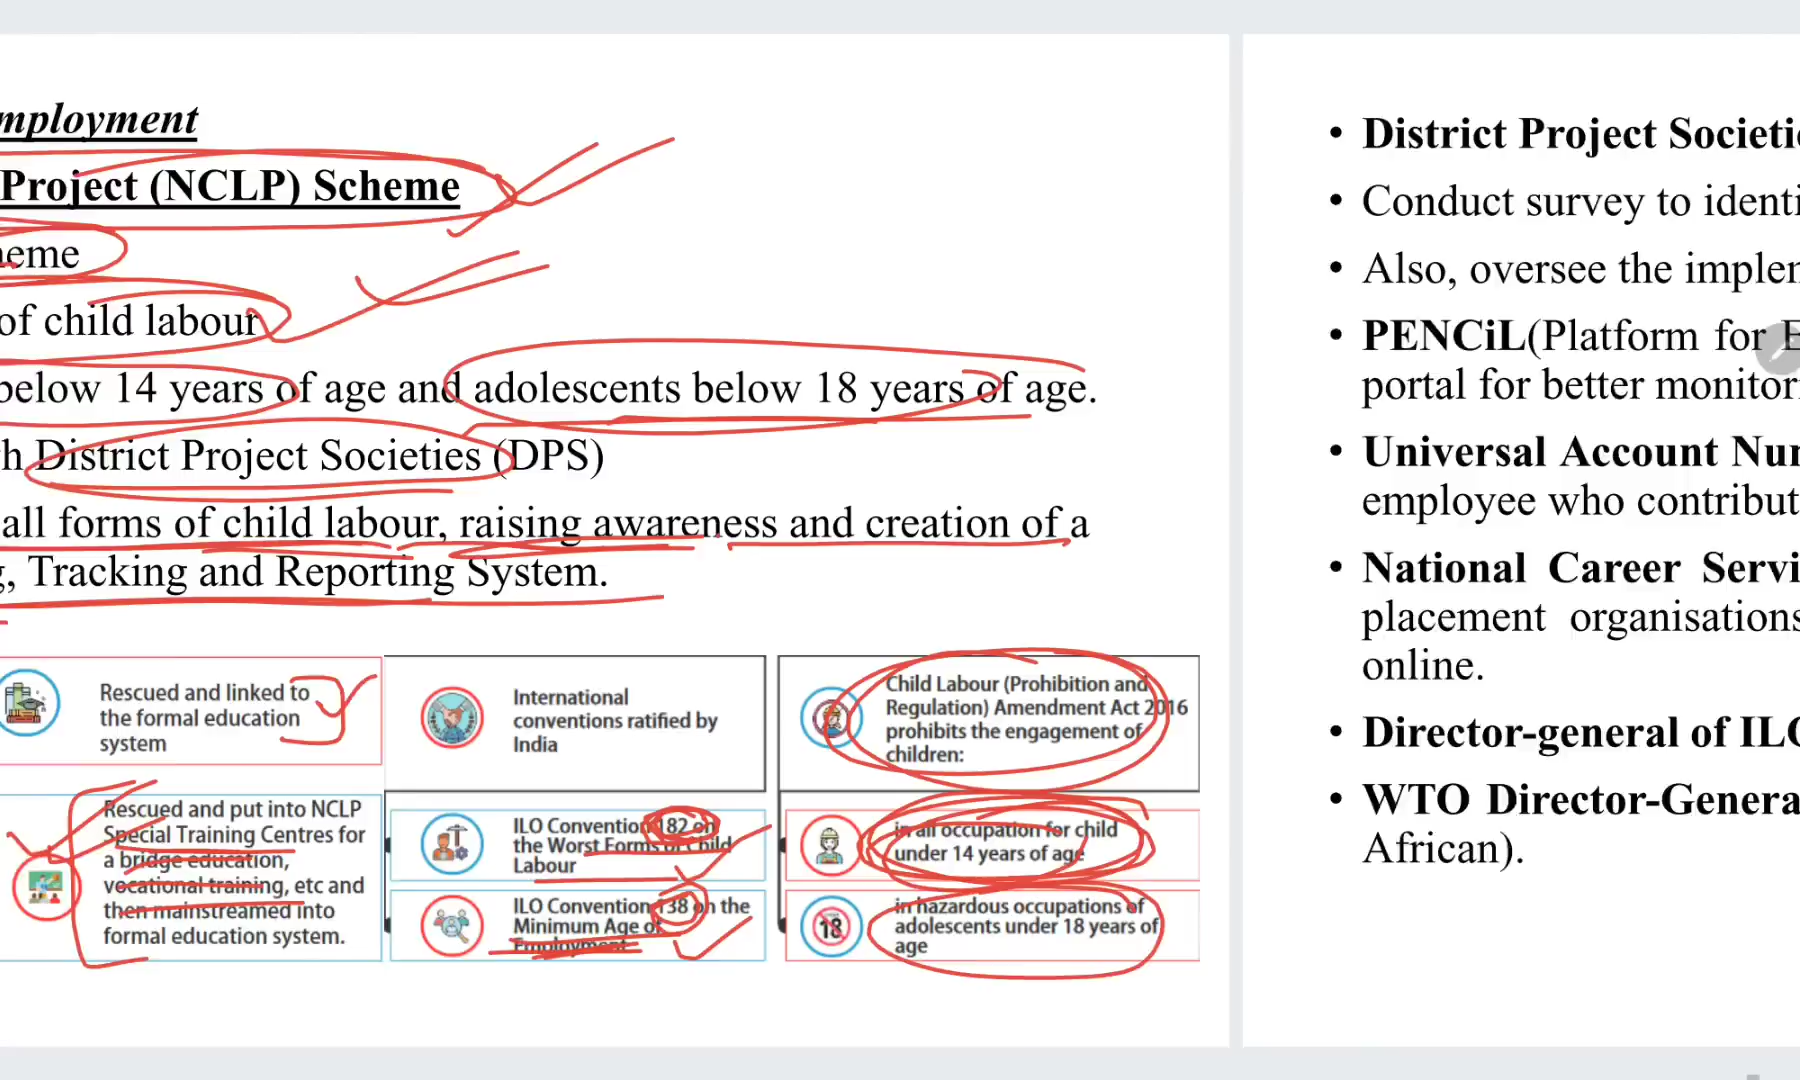 mployment
Project (NCLP) Scheme
heme
of child labour
below 14 years of age and adolescents below 18 years of age.
h District Project Societies (DPS)
all forms of child labour, raising awareness and creation of a
g, Tracking and Reporting System.
Rescued and linked to
the formal education
system
Rescued and put into NCLP
Special Training Centres for
a bridge education,
vocational training, etc and
then mainstreamed into
formal education system.
International
conventions ratified by
India
ILO Convention 182 on
the Worst Forms of Child
Labour
ILO Convention 138 on the
Minimum Age of
Employment
Child Labour (Prohibition and
Regulation) Amendment Act 2016
prohibits the engagement of
children:
in all occupation for child
under 14 years of age
18
in hazardous occupations of
adolescents under 18 years of
age
• District Project Societi
• Conduct survey to identi
• Also, oversee the implem
• PENCiL(Platform for E
portal for better monitori
• Universal Account Num
employee who contribut
• National Career Servi
placement organisations
online.
• Director-general of ILO
• WTO Director-Genera
African).